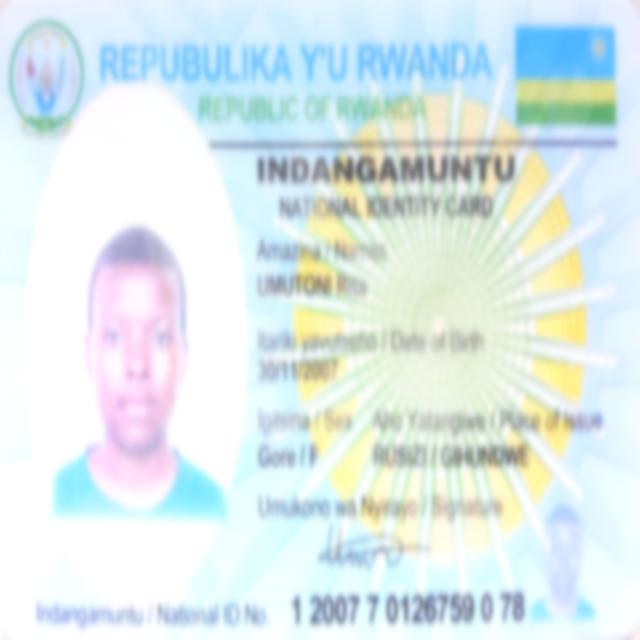 REPUBULIKA Y'U RWANDA
REPUBLIC OF RWANDA
INDANGAMUNTU
NATIONAL IDENTITY CARD
Amazina / Names
UMUTONI Rita
Itariki yavutseho / Date of Birth
30/11/2007
Igitsina / Sex Aho Yatangiwe / Place of Issue
Gore / F RUSIZI / GIHUNDWE
Umukono wa Nyirayo / Signature
Indangamuntu / National ID No. 1 2007 7 0126759 0 78